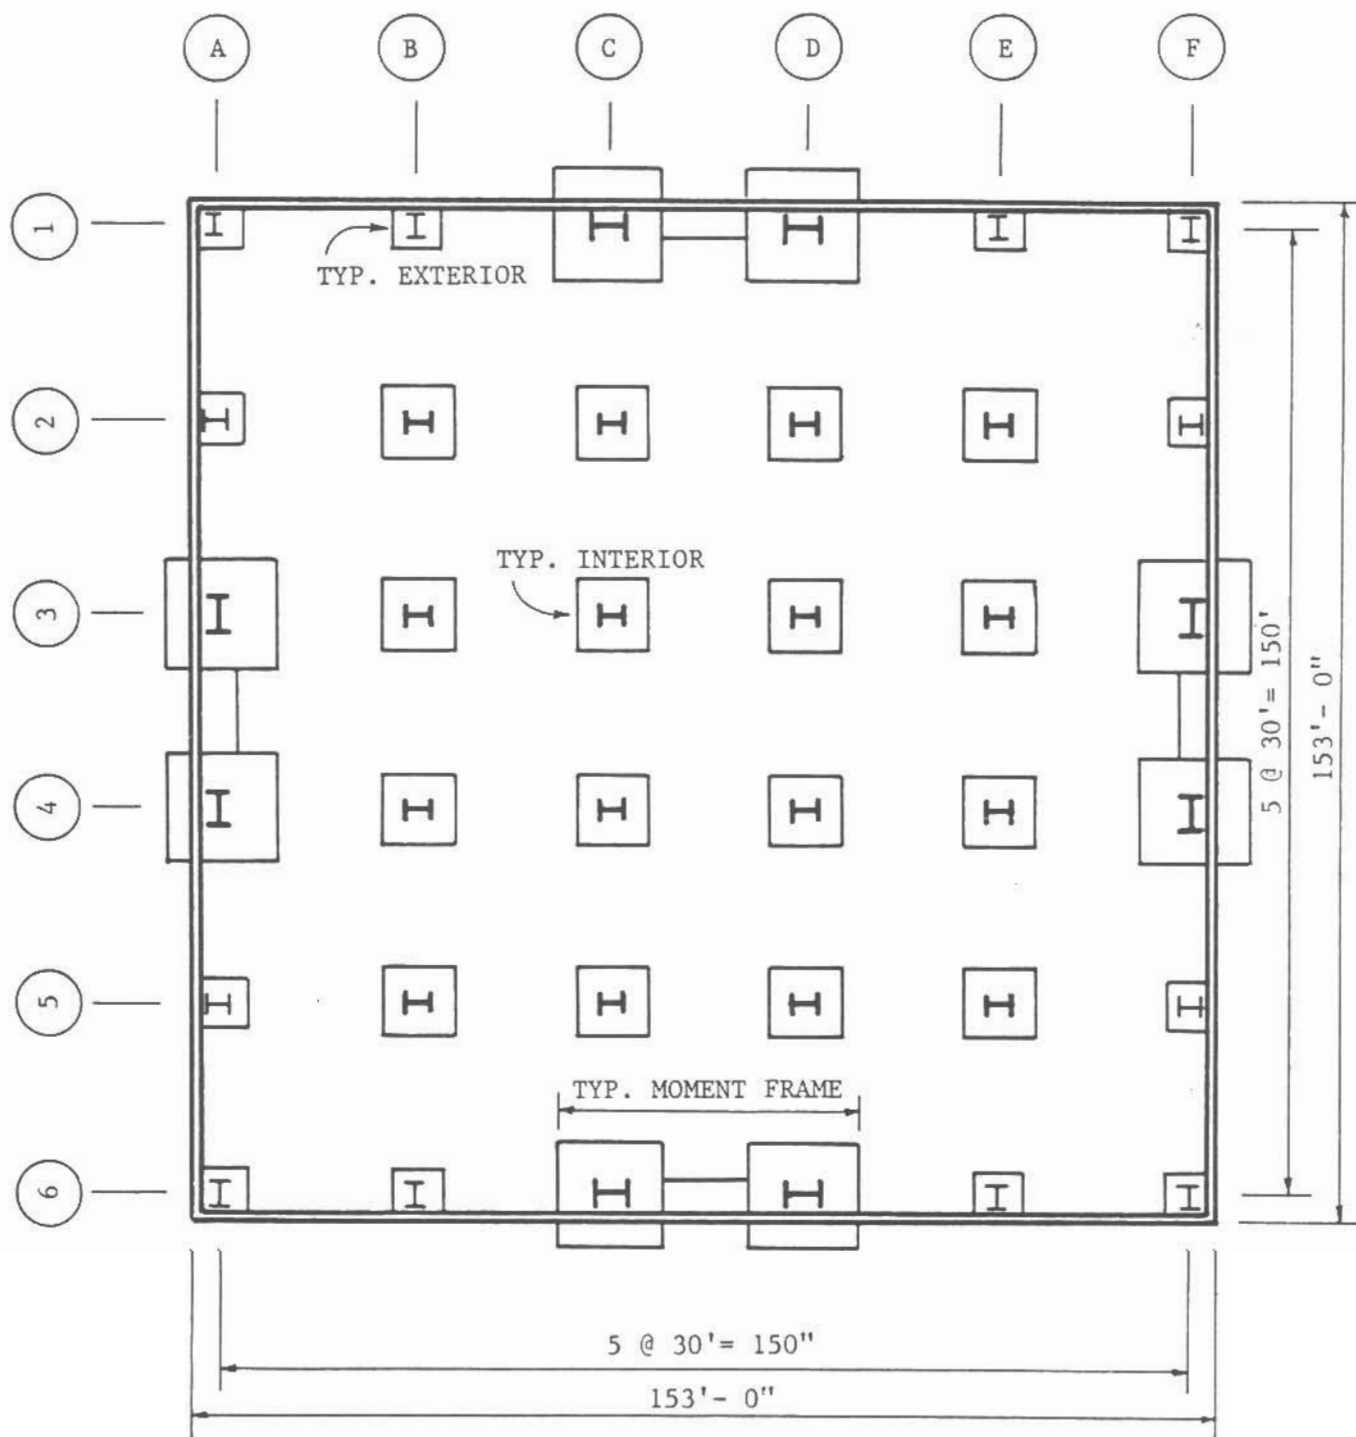 A B C D E F
1
TYP. EXTERIOR
2
TYP. INTERIOR
3
5 @ 30'= 150'
153'- 0"
4
5
TYP. MOMENT FRAME
6
5 @ 30'= 150"
153'- 0"